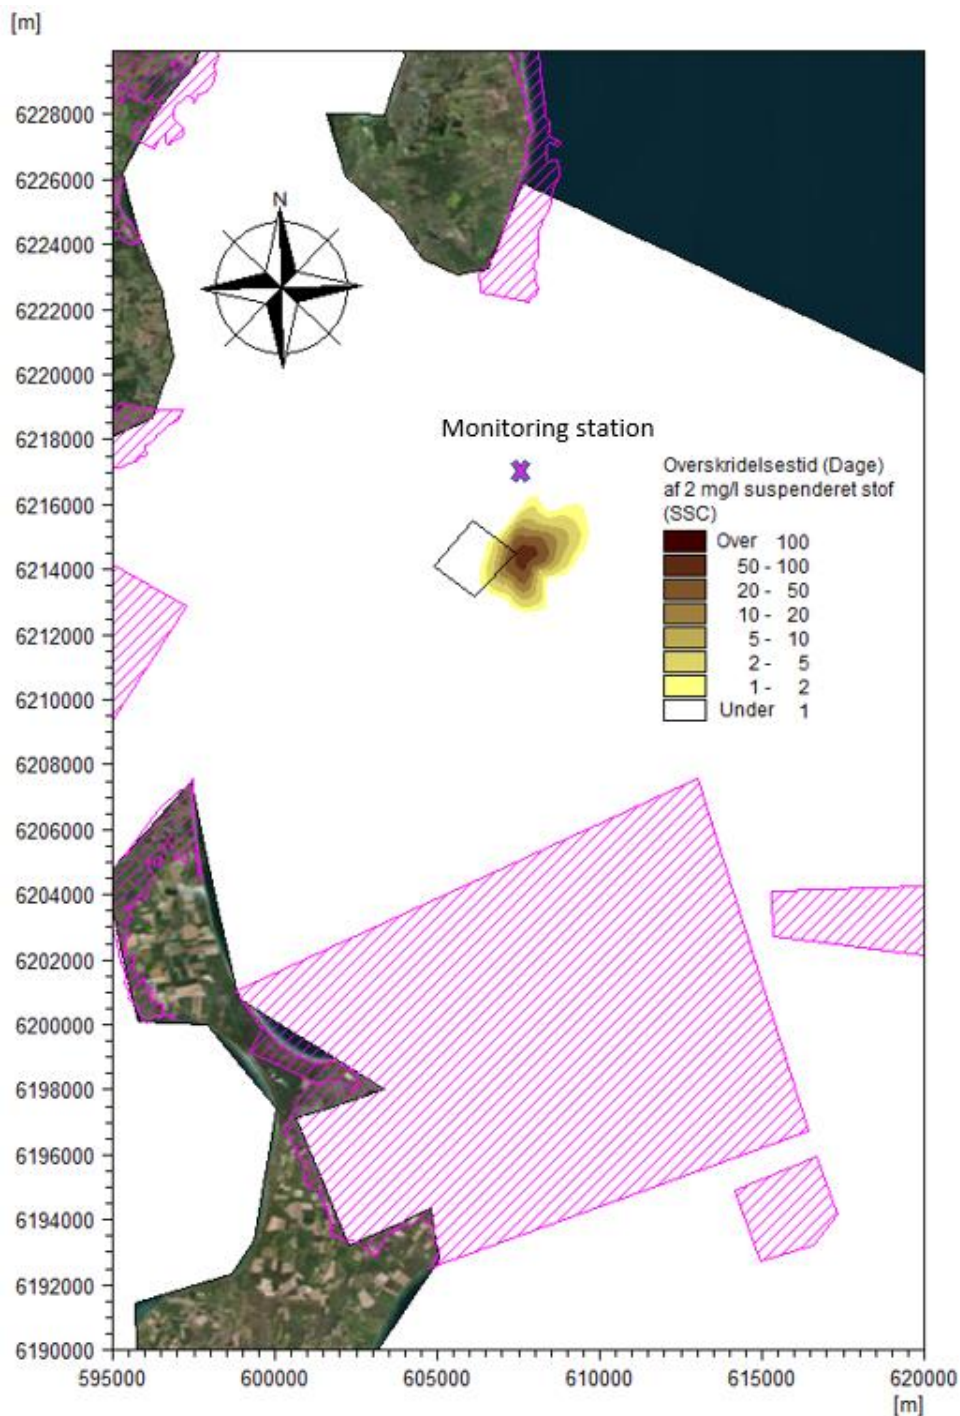 [m]
6228000
6226000
6224000
6222000
6220000
6218000
6216000
6214000
6212000
6210000
6208000
6206000
6204000
6202000
6200000
6198000
6196000
6194000
6192000
6190000
N
Monitoring station
Overskridelsestid (Dage)
af 2 mg/l suspenderet stof
(SSC)
Over 100
50 - 100
20 - 50
10 - 20
5 - 10
2 - 5
1 - 2
Under 1
595000 600000 605000 610000 615000 620000
[m]